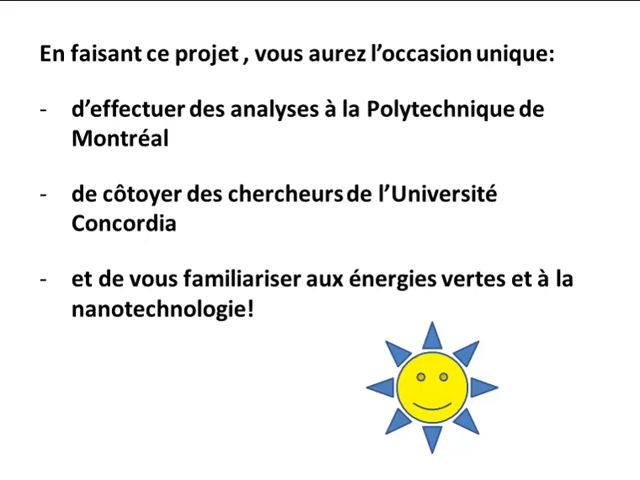 En faisant ce projet , vous aurez l’occasion unique:
- d’effectuer des analyses à la Polytechnique de
Montréal
- de côtoyer des chercheurs de l’Université
Concordia
- et de vous familiariser aux énergies vertes et à la
nanotechnologie!